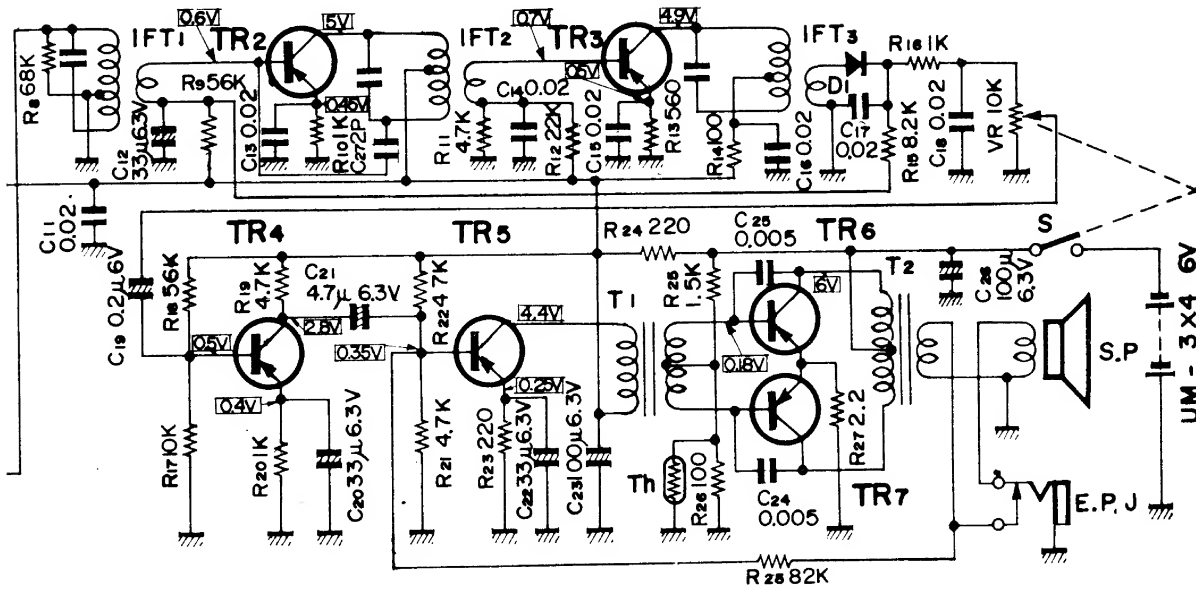 0.6V
5V
0.7V
4.9V
IFT1
TR2
IFT2
TR3
IFT3
R16 1K
R8 68K
R9 56K
0.5V
D1
C12 33μ 6.3V
C13 0.02
0.45V
R10 1K
C27 2P
R11 4.7K
C14 0.02
R12 22K
C15 0.02
R13 560
R14 100
C16 0.02
C17 0.02
R15 8.2K
C18 0.02
VR 10K
C11 0.02
TR4
TR5
R24 220
C25 0.005
TR6
S
C19 0.2μ 6V
R18 56K
R19 4.7K
C21 4.7μ 6.3V
R22 4.7K
R25 1.5K
6V
T2
C26 100μ 6.3V
UM-3X4 6V
2.8V
4.4V
T1
0.5V
0.35V
0.18V
S.P
0.4V
0.25V
R17 10K
R20 1K
C20 33μ 6.3V
R21 4.7K
R23 220
C22 33μ 6.3V
C23 100μ 6.3V
Th
R26 100
C24 0.005
R27 2.2
TR7
E.P.J
R28 82K